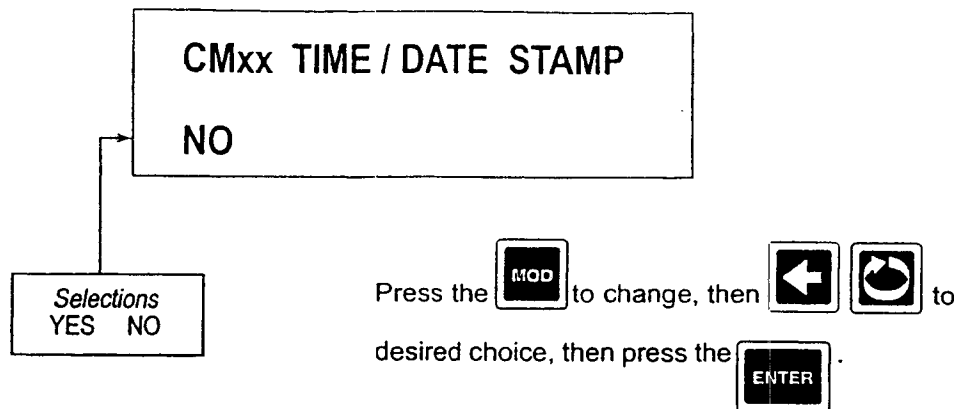 CMxx TIME / DATE STAMP
NO
Selections
YES NO
Press the MOD to change, then to
desired choice, then press the ENTER .